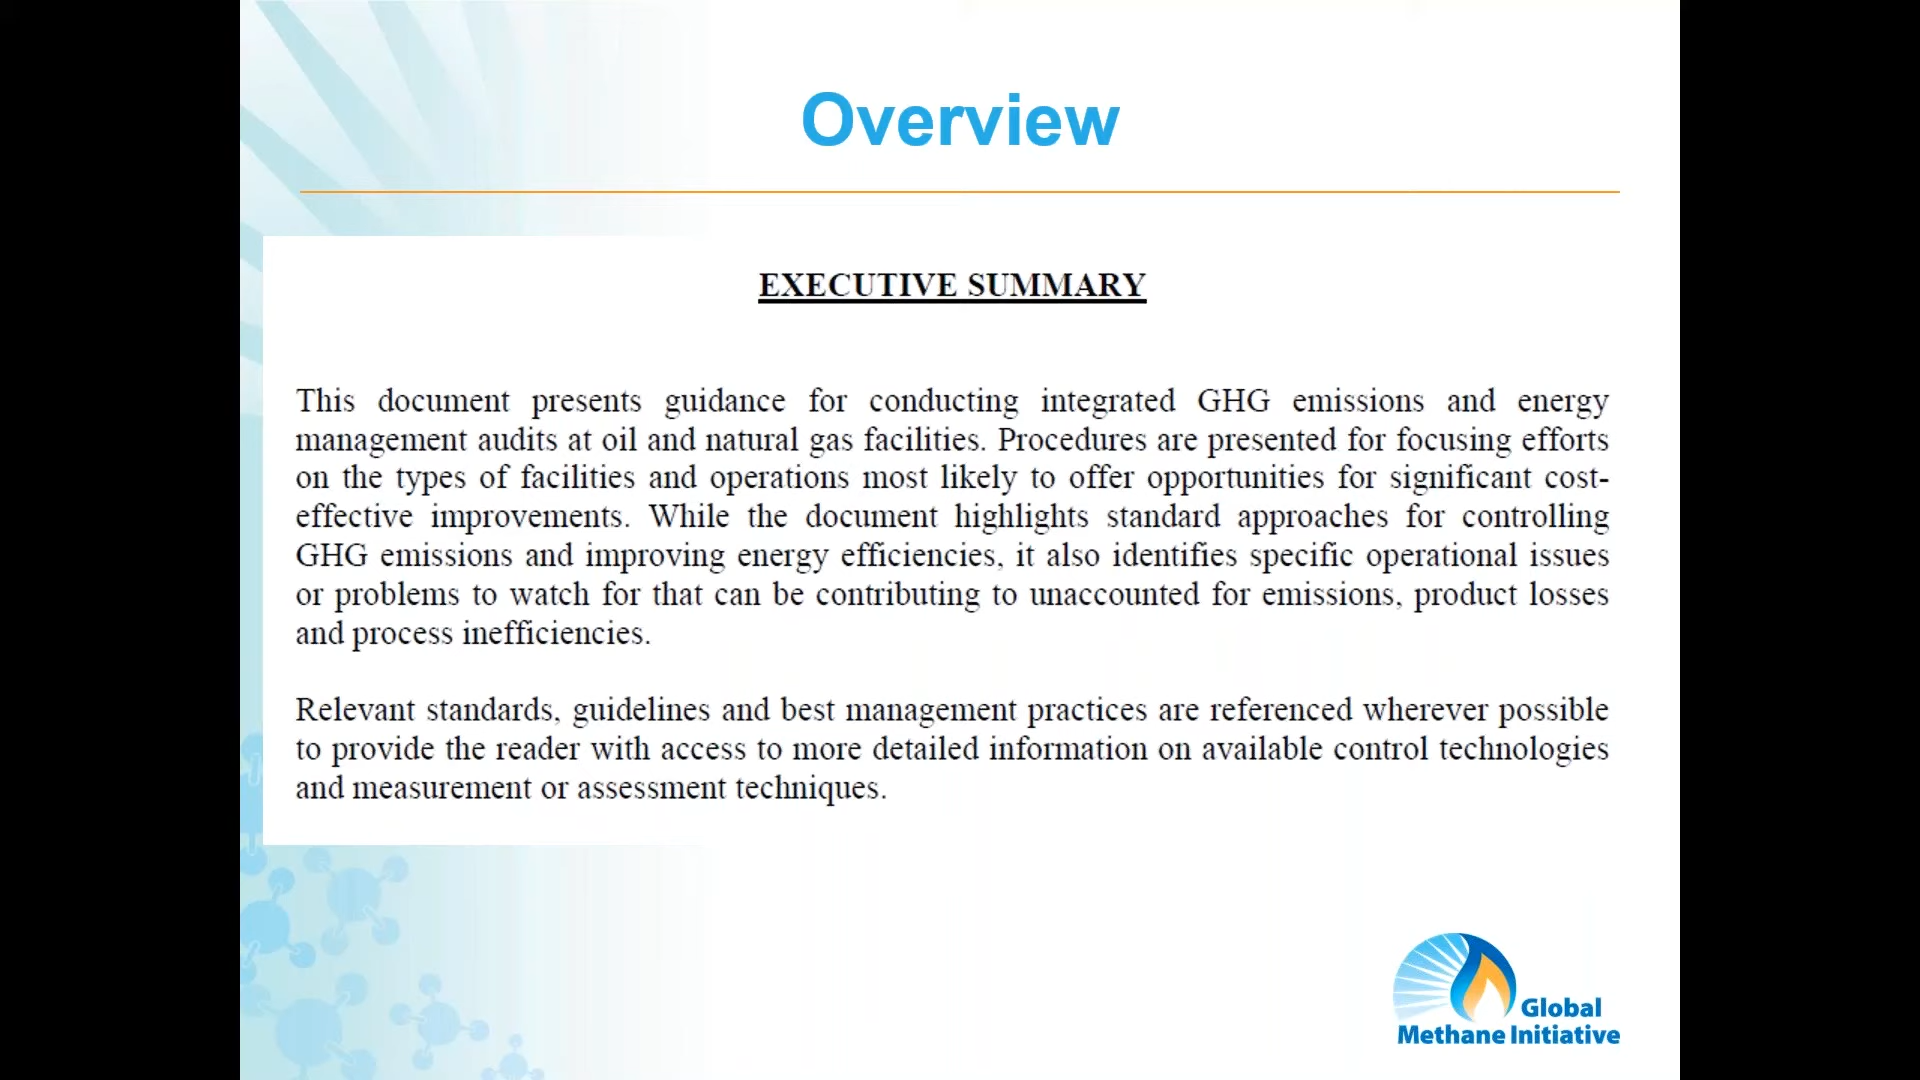 Overview
EXECUTIVE SUMMARY
This document presents guidance for conducting integrated GHG emissions and energy
management audits at oil and natural gas facilities. Procedures are presented for focusing efforts
on the types of facilities and operations most likely to offer opportunities for significant cost-
effective improvements. While the document highlights standard approaches for controlling
GHG emissions and improving energy efficiencies, it also identifies specific operational issues
or problems to watch for that can be contributing to unaccounted for emissions, product losses
and process inefficiencies.
Relevant standards, guidelines and best management practices are referenced wherever possible
to provide the reader with access to more detailed information on available control technologies
and measurement or assessment techniques.
Global
Methane Initiative